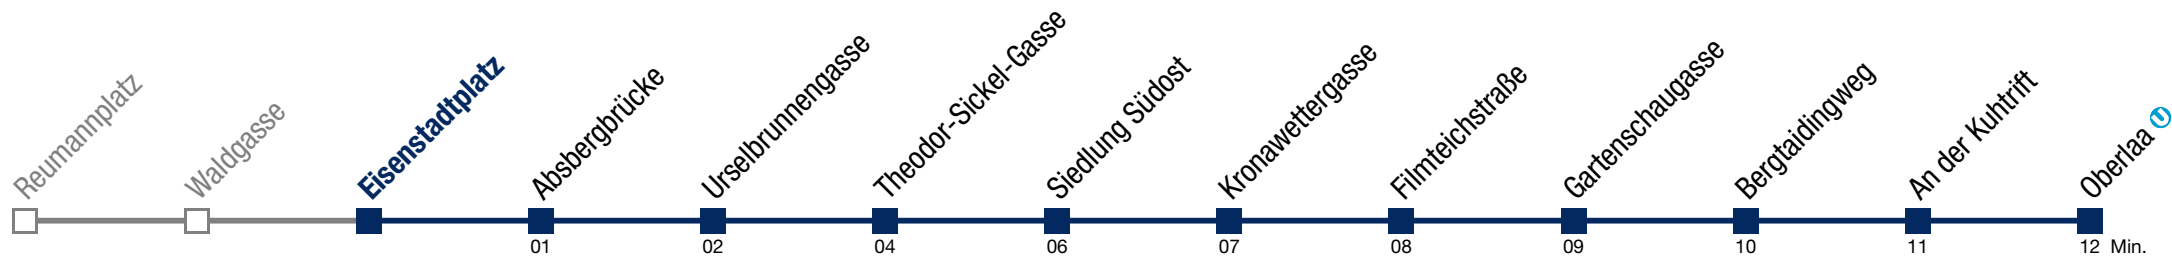 Reumannplatz
Waldgasse
Eisenstadtplatz
Absbergbrücke
Urselbrunnengasse
Theodor-Sickel-Gasse
Siedlung Südost
Kronawettergasse
Filmteichstraße
Gartenschaugasse
Bergtaidingweg
An der Kuhtrift
Oberlaa U
01 02 04 06 07 08 09 10 11 12 Min.